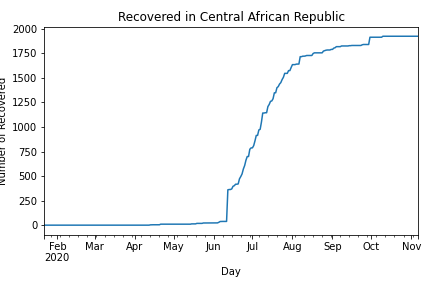 Recovered in Central African Republic
Number of Recovered
2000
1750
1500
1250
1000
750
500
250
0
Feb Mar Apr May Jun Jul Aug Sep Oct Nov
2020
Day